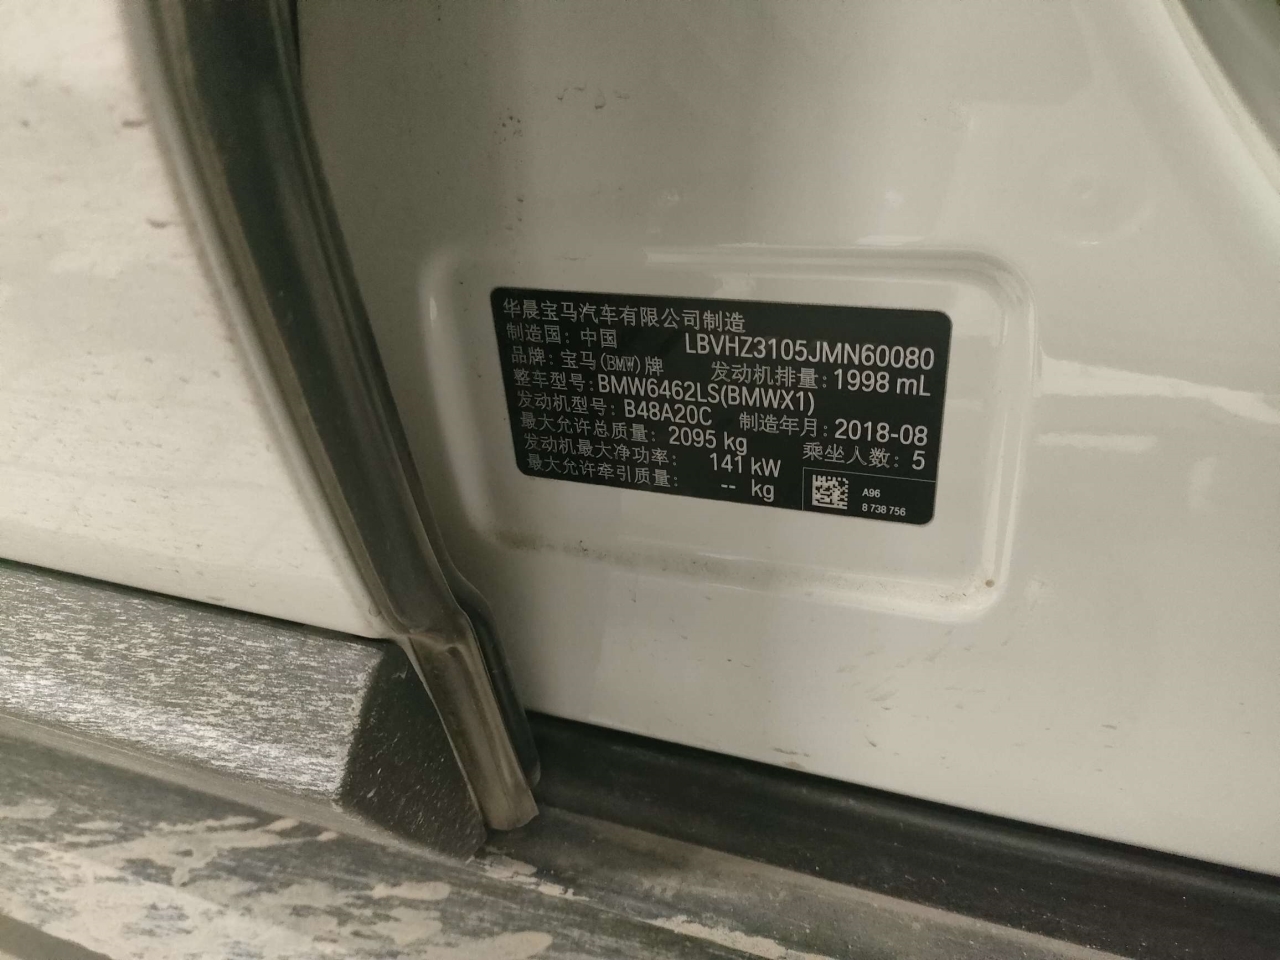 华晨宝马汽车有限公司制造
制造国: 中国 LBVHZ3105JMN60080
品牌: 宝马(BMW)牌 发动机排量: 1998 mL
整车型号: BMW6462LS(BMWX1)
发动机型号: B48A20C 制造年月: 2018-08
最大允许总质量: 2095 kg 乘坐人数: 5
发动机最大净功率: 141 kW
最大允许牵引质量: -- kg
A96
8 738 756